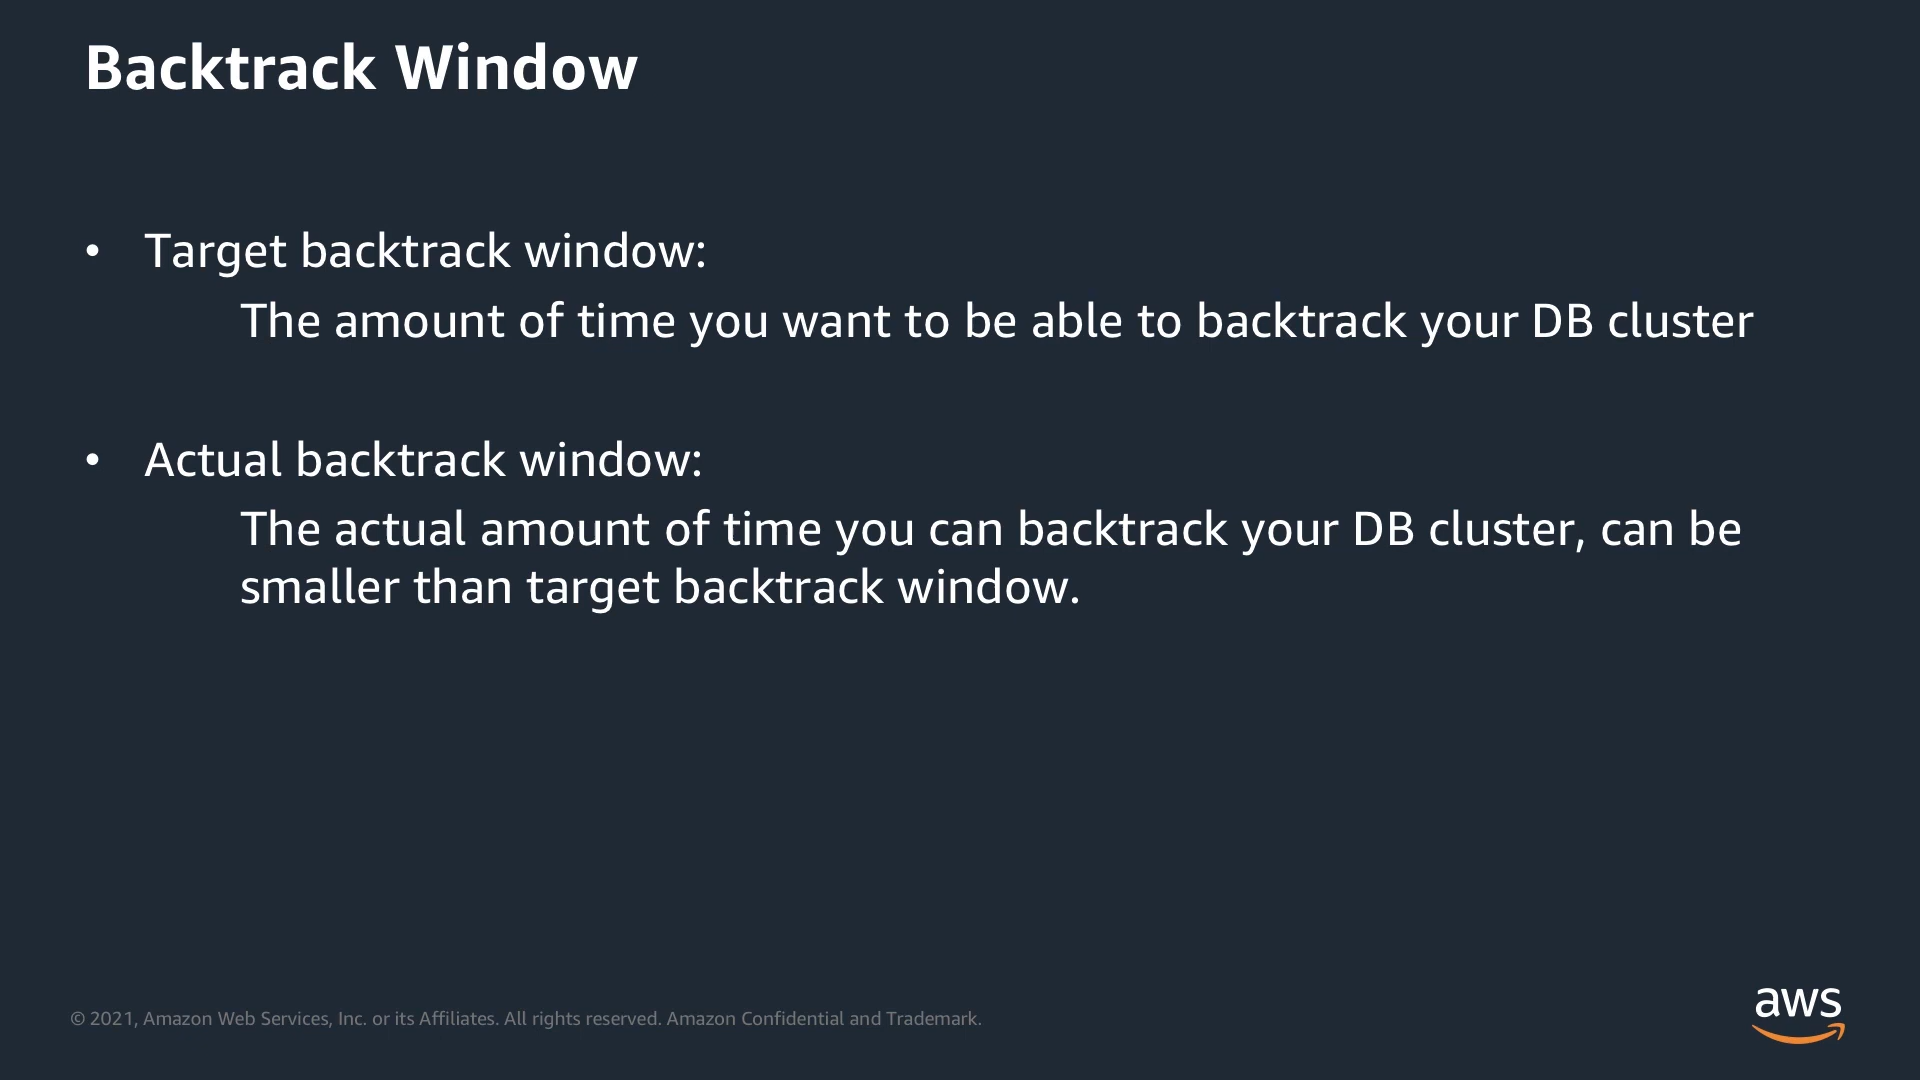 Backtrack Window
• Target backtrack window:
The amount of time you want to be able to backtrack your DB cluster
• Actual backtrack window:
The actual amount of time you can backtrack your DB cluster, can be
smaller than target backtrack window.
© 2021, Amazon Web Services, Inc. or its Affiliates. All rights reserved. Amazon Confidential and Trademark.
aws